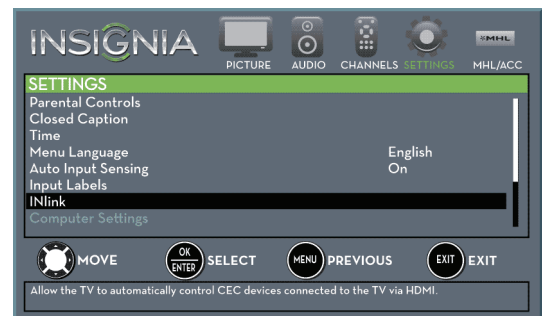 INSIGNIA
PICTURE AUDIO CHANNELS SETTINGS MHL/ACC
MHL
SETTINGS
Parental Controls
Closed Caption
Time
Menu Language English
Auto Input Sensing On
Input Labels
INlink
Computer Settings
MOVE OK/ENTER SELECT MENU PREVIOUS EXIT EXIT
Allow the TV to automatically control CEC devices connected to the TV via HDMI.